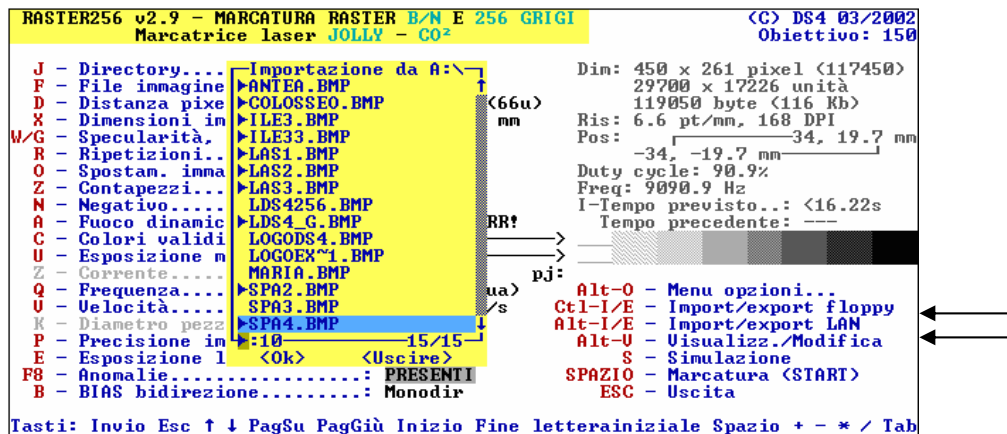 RASTER256 v2.9 – MARCATURA RASTER B/N E 256 GRIGI (C) DS4 03/2002
Marcatrice laser JOLLY – CO² Obiettivo: 150
J – Directory.... Importazione da A:\ Dim: 450 x 261 pixel (117450)
F – File immagine ►ANTEA.BMP ↑ 29700 x 17226 unità
D – Distanza pixe ►COLOSSEO.BMP (66u) 119050 byte (116 Kb)
X – Dimensioni im ►ILE3.BMP mm Ris: 6.6 pt/mm, 168 DPI
W/G – Specularità, ►ILE33.BMP Pos: 34, 19.7 mm
R – Ripetizioni.. ►LAS1.BMP -34, -19.7 mm
O – Spostam. imma ►LAS2.BMP Duty cycle: 90.9%
Z – Contapezzi... ►LAS3.BMP Freq: 9090.9 Hz
N – Negativo..... LDS4256.BMP I-Tempo previsto..: <16.22s
A – Fuoco dinamic ►LDS4_G.BMP RR! Tempo precedente: ---
C – Colori validi LOGODS4.BMP
U – Esposizione m LOGOEX~1.BMP
Z – Corrente..... MARIA.BMP pj:
Q – Frequenza.... ►SPA2.BMP ua) Alt-O – Menu opzioni...
V – Velocità..... SPA3.BMP /s Ctl-I/E – Import/export floppy
K – Diametro pezz ►SPA4.BMP ↓ Alt-I/E – Import/export LAN
P – Precisione im ►:10 15/15 Alt-V – Visualizz./Modifica
E – Esposizione l <Ok> <Uscire> S – Simulazione
F8 – Anomalie................: PRESENTI SPAZIO – Marcatura (START)
B – BIAS bidirezione.........: Monodir ESC – Uscita
Tasti: Invio Esc ↑ ↓ PagSu PagGiù Inizio Fine letterainiziale Spazio + – * / Tab